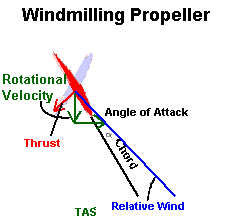 Windmilling Propeller
Rotational
Velocity
Angle of Attack
α
Chord
Thrust
Relative Wind
TAS